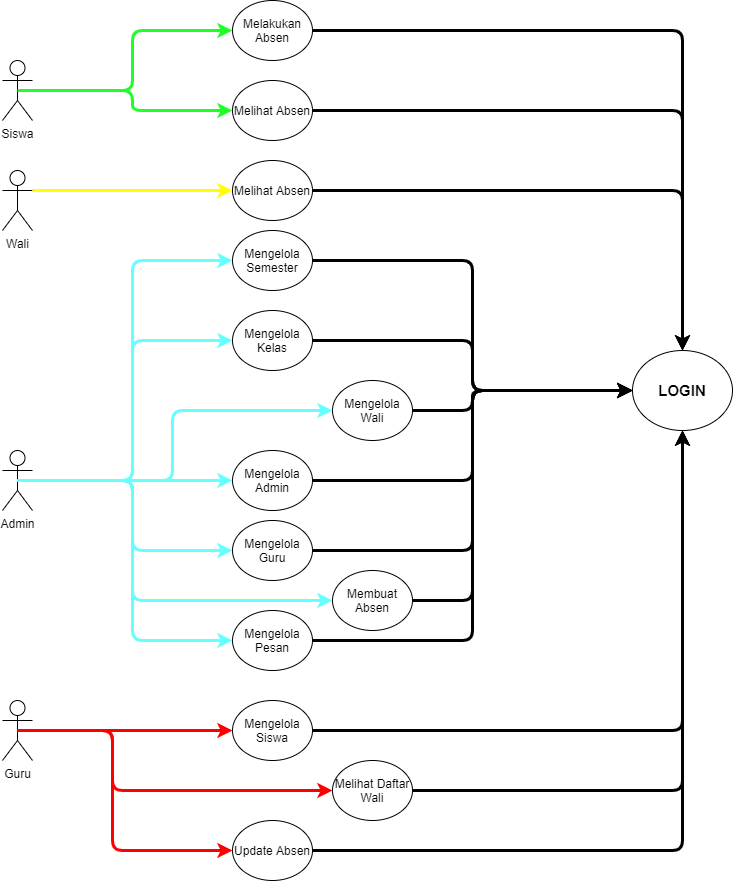 Melakukan
Absen
Melihat Absen
Siswa
Melihat Absen
Wali
Mengelola
Semester
Mengelola
Kelas
Mengelola
Wali
LOGIN
Mengelola
Admin
Admin
Mengelola
Guru
Membuat
Absen
Mengelola
Pesan
Mengelola
Siswa
Guru
Melihat Daftar
Wali
Update Absen